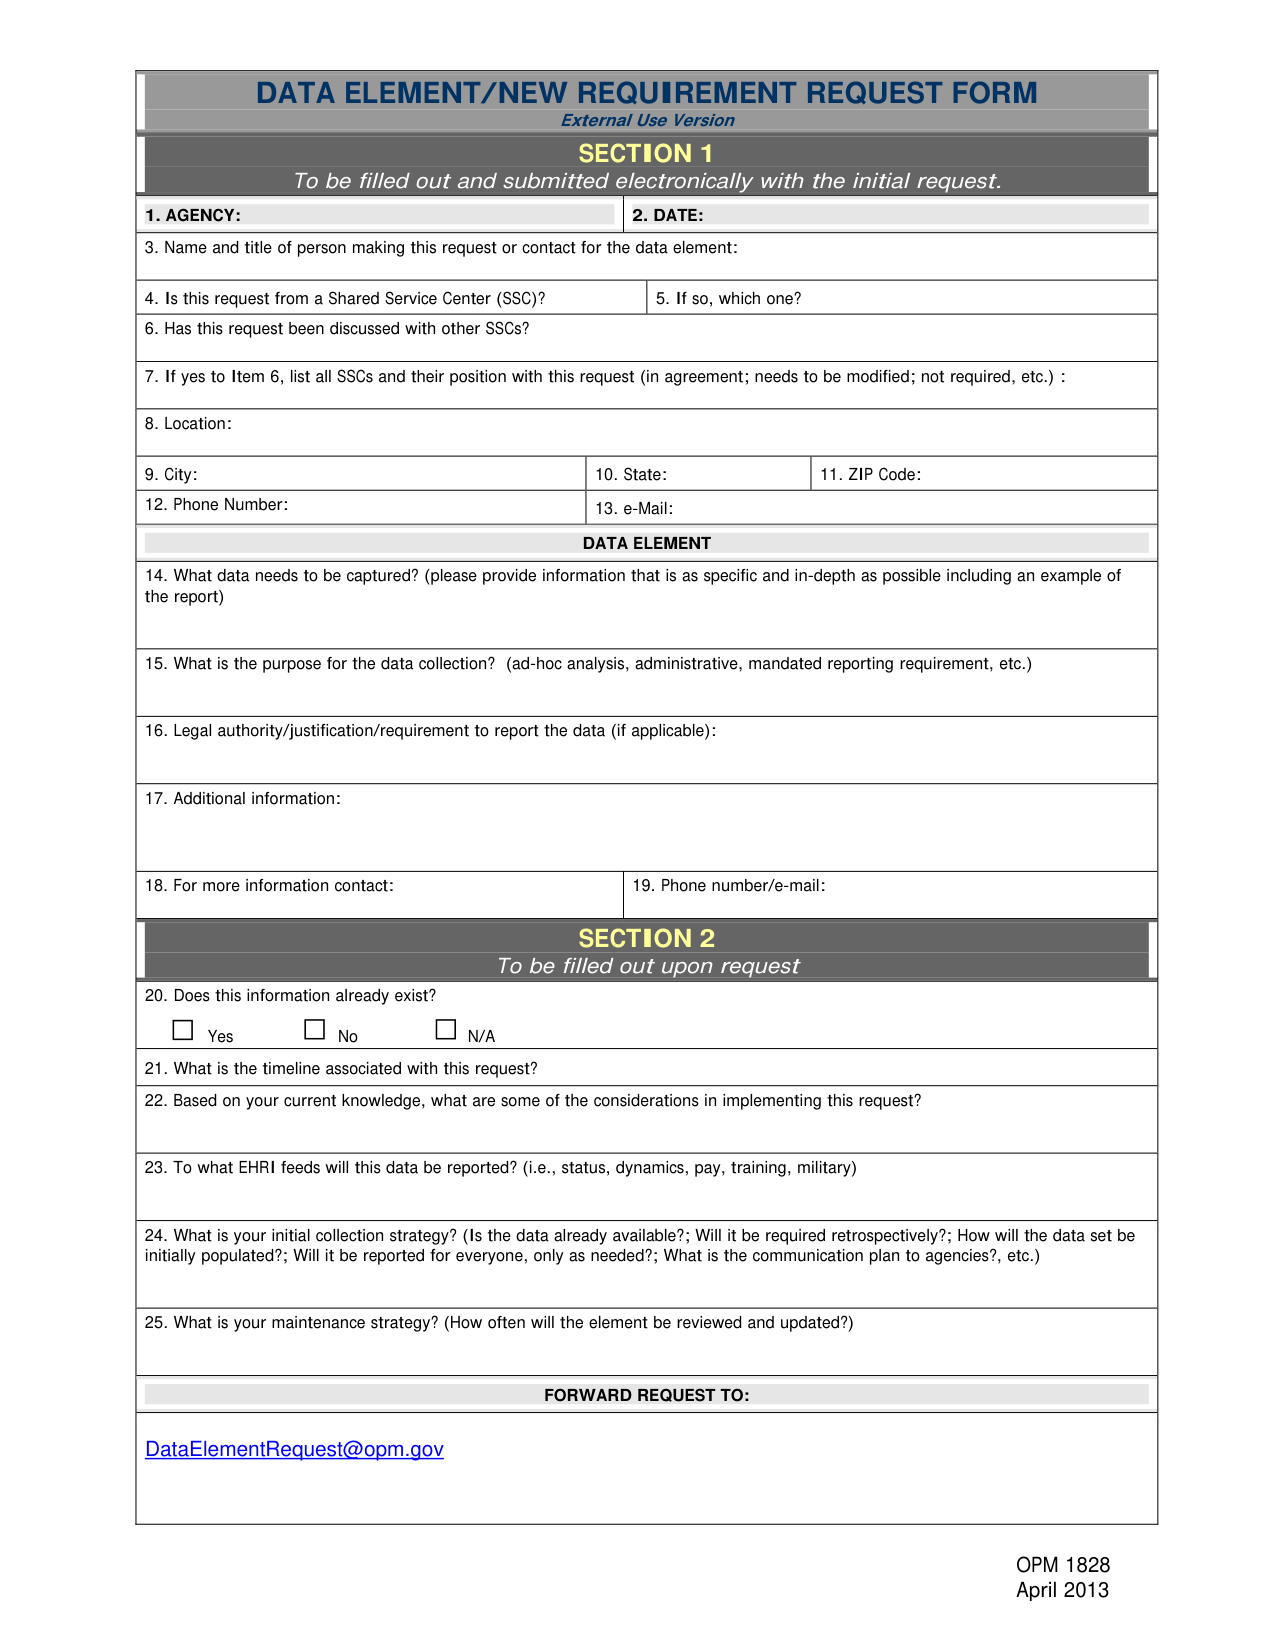 DATA ELEMENT/NEW REQUIREMENT REQUEST FORM
External Use Version
SECTION 1
To be filled out and submitted electronically with the initial request.
1. AGENCY:
2. DATE:
3. Name and title of person making this request or contact for the data element:
4. Is this request from a Shared Service Center (SSC)?
5. If so, which one?
6. Has this request been discussed with other SSCs?
7. If yes to Item 6, list all SSCs and their position with this request (in agreement; needs to be modified; not required, etc.) :
8. Location:
9. City:
10. State:
11. ZIP Code:
12. Phone Number:
13. e-Mail:
DATA ELEMENT
14. What data needs to be captured? (please provide information that is as specific and in-depth as possible including an example of
the report)
15. What is the purpose for the data collection?  (ad-hoc analysis, administrative, mandated reporting requirement, etc.)
16. Legal authority/justification/requirement to report the data (if applicable):
17. Additional information:
18. For more information contact:
19. Phone number/e-mail:
SECTION 2
To be filled out upon request
20. Does this information already exist?
Yes No N/A
21. What is the timeline associated with this request?
22. Based on your current knowledge, what are some of the considerations in implementing this request?
23. To what EHRI feeds will this data be reported? (i.e., status, dynamics, pay, training, military)
24. What is your initial collection strategy? (Is the data already available?; Will it be required retrospectively?; How will the data set be
initially populated?; Will it be reported for everyone, only as needed?; What is the communication plan to agencies?, etc.)
25. What is your maintenance strategy? (How often will the element be reviewed and updated?)
FORWARD REQUEST TO:
DataElementRequest@opm.gov
OPM 1828
April 2013